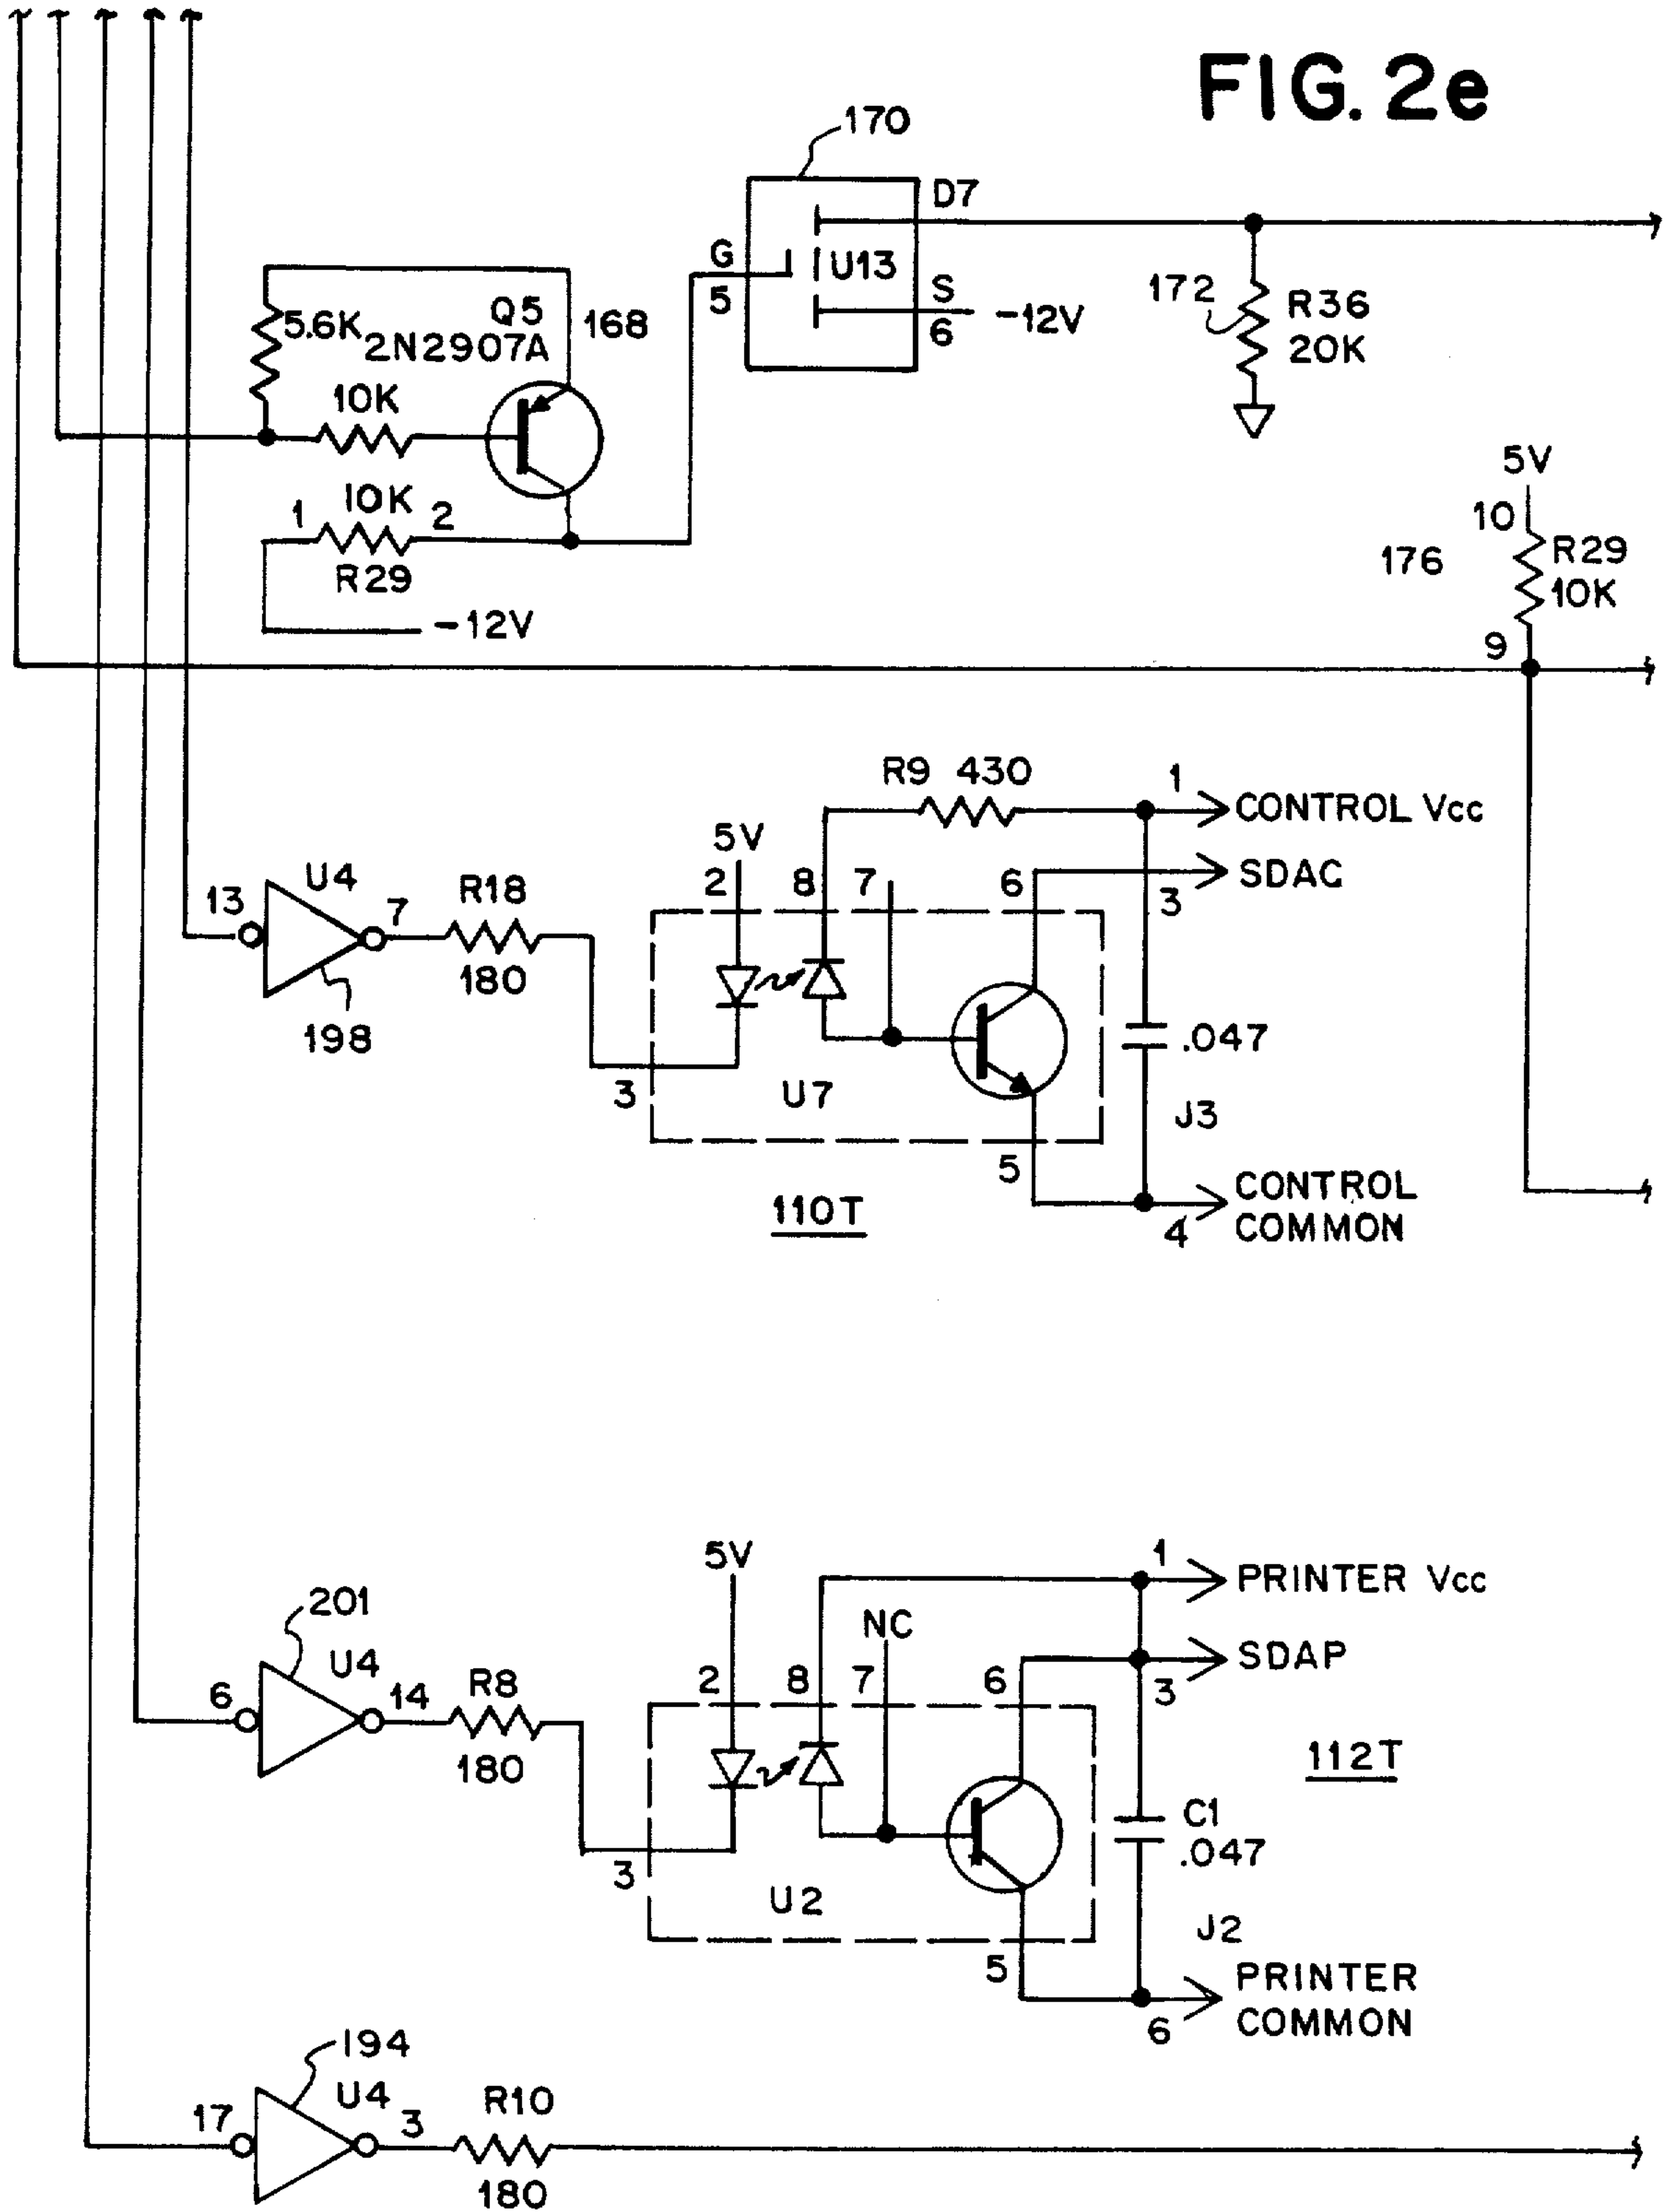 FIG. 2e
170
D7
G
U13
5
S
6
-12V
172
R36
20K
5.6K
Q5
168
2N2907A
10K
1
10K
2
R29
-12V
5V
10
176
R29
10K
9
R9 430
1
CONTROL Vcc
5V
2
8
7
6
SDAC
3
U4
13
7
R18
180
198
.047
3
U7
J3
5
110T
CONTROL
COMMON
4
5V
1
PRINTER Vcc
201
NC
U4
SDAP
3
6
14
R8
2
8
7
6
180
112T
C1
.047
3
U2
J2
5
PRINTER
COMMON
6
194
U4
17
3
R10
180